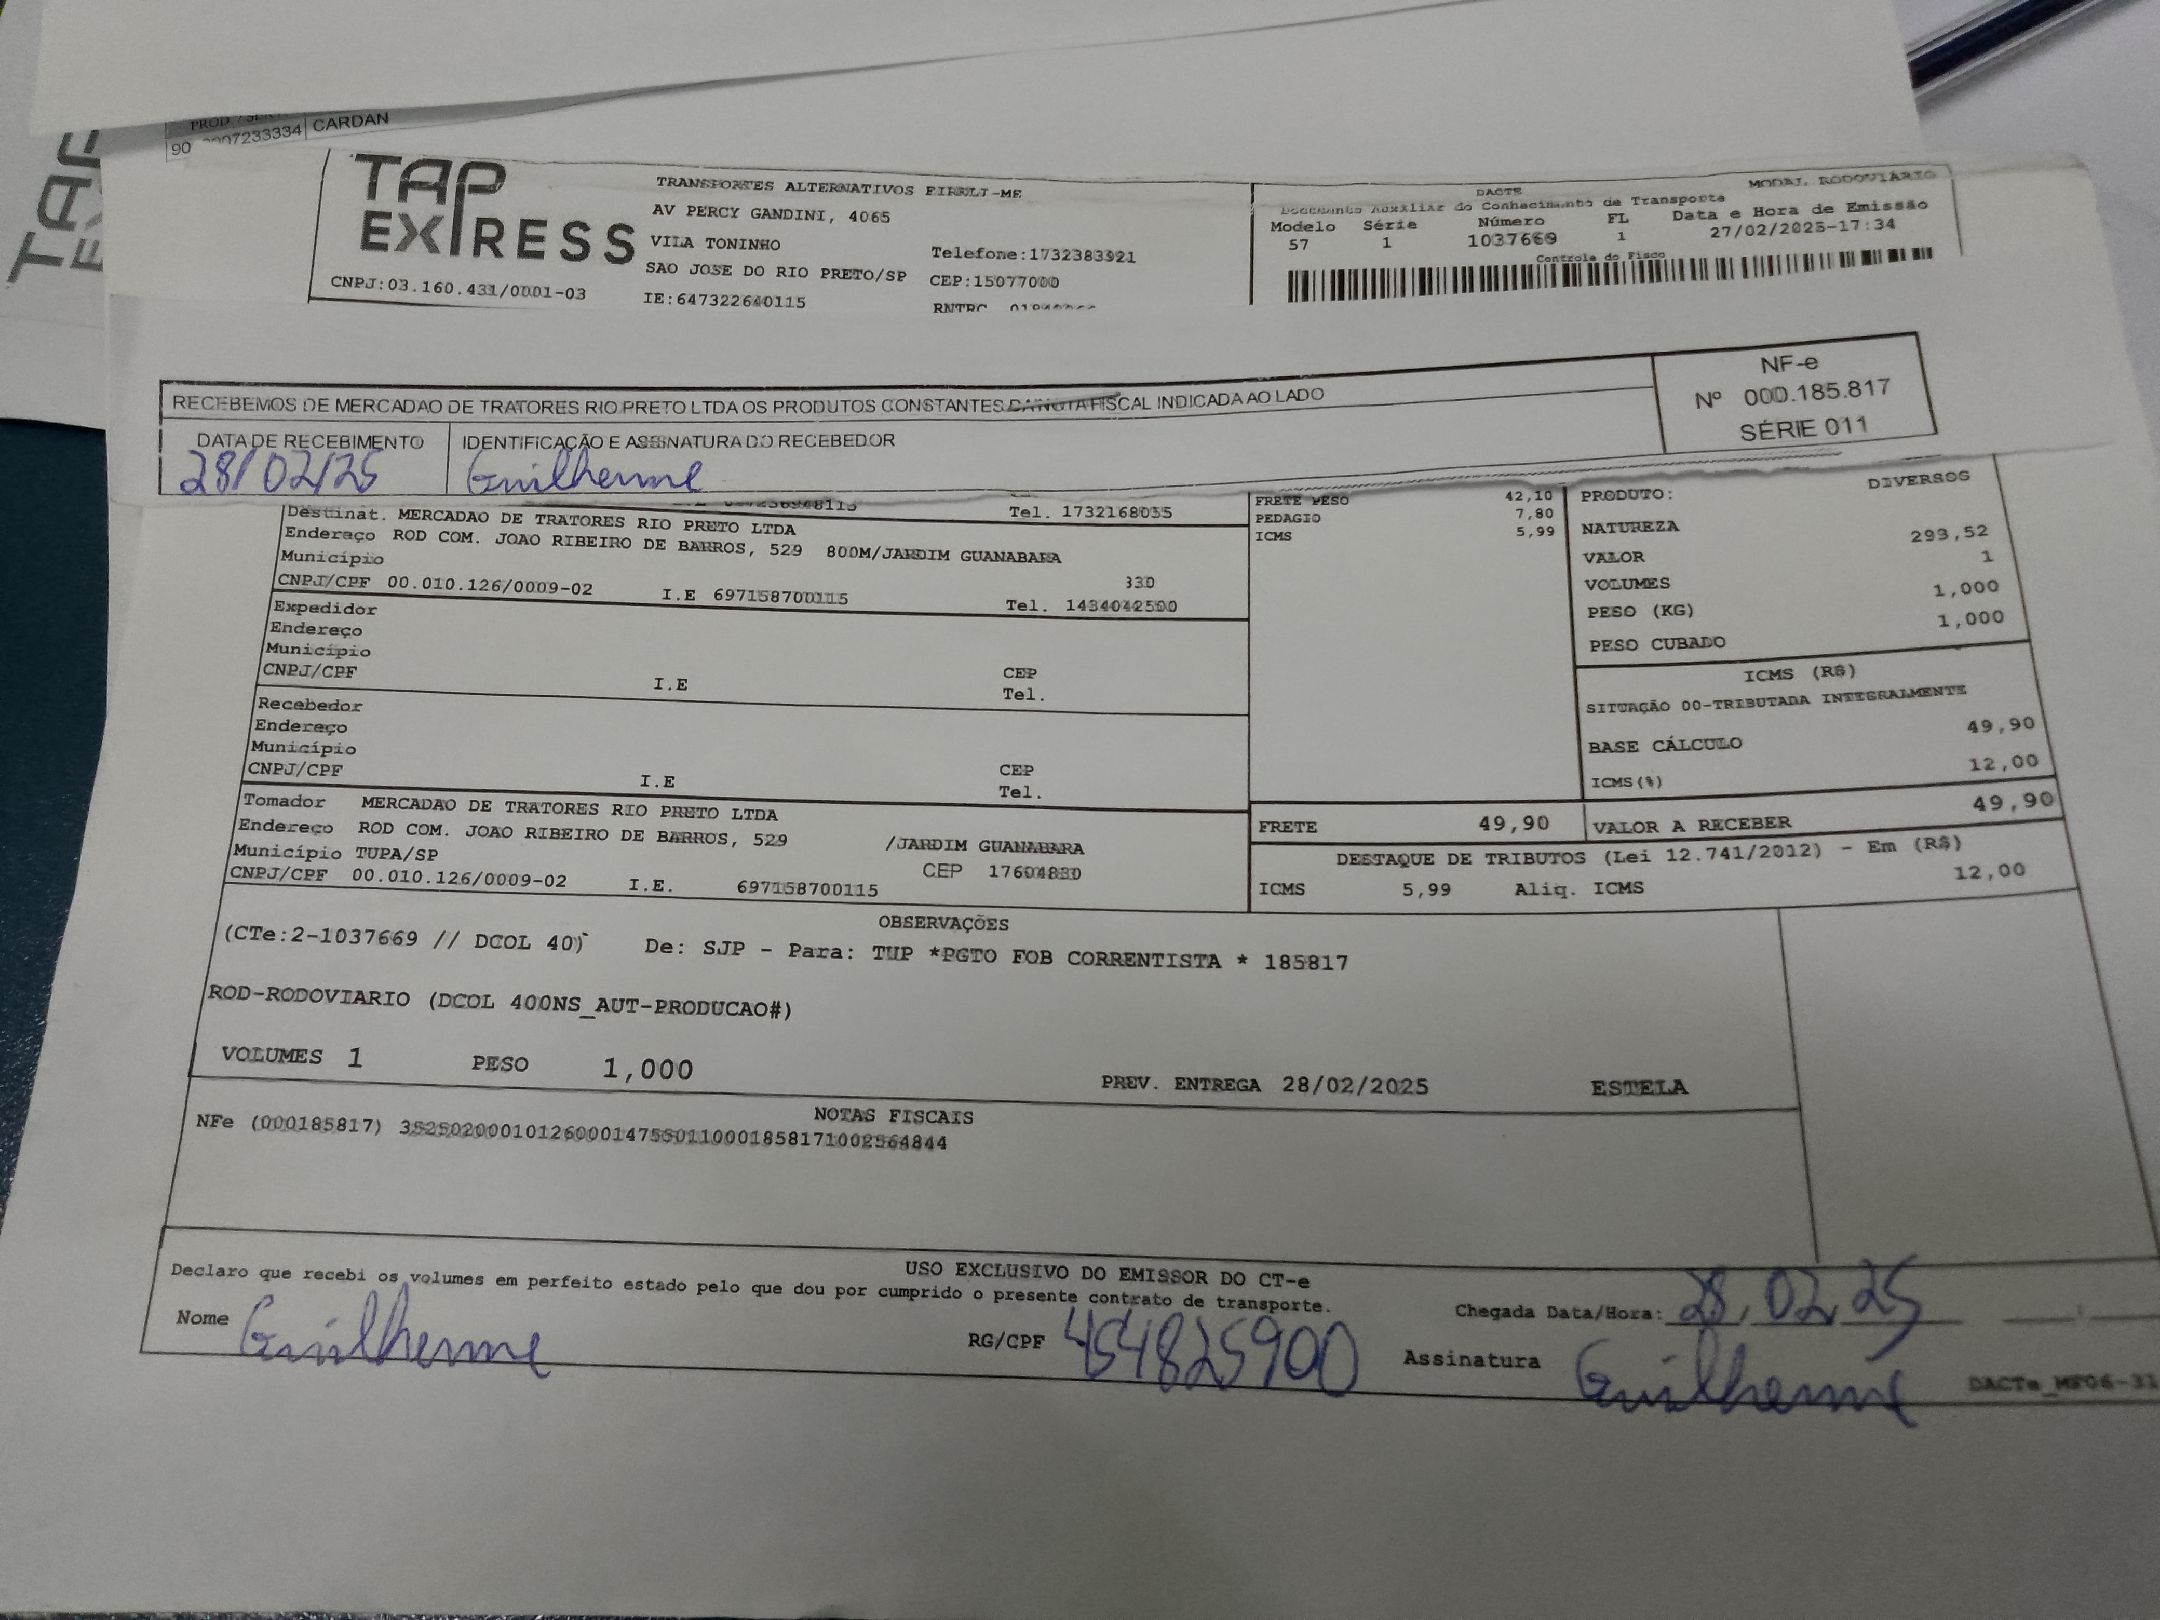 90
CARDAN
TAP
EXPRESS
CNPJ:03.160.431/0001-03
TRANSPORTES ALTERNATIVOS EIRELI-ME
AV PERCY GANDINI, 4065
VILA TONINHO
SAO JOSE DO RIO PRETO/SP
IE:647322640115
Telefone:1732383921
CEP:15077000
RNTRC
DACTE
MODAL RODOVIÁRIO
Documento Auxiliar do Conhecimento de Transporte
Modelo Série Número FL Data e Hora de Emissão
57 1 1037669 1 27/02/2025-17:34
Controle do Fisco
RECEBEMOS DE MERCADAO DE TRATORES RIO PRETO LTDA OS PRODUTOS CONSTANTES DA NOTA FISCAL INDICADA AO LADO
DATA DE RECEBIMENTO
28/02/25
IDENTIFICAÇÃO E ASSINATURA DO RECEBEDOR
Guilherme
NF-e
Nº 000.185.817
SÉRIE 011
Tel. 1732168035
Destinat. MERCADAO DE TRATORES RIO PRETO LTDA
Endereço ROD COM. JOAO RIBEIRO DE BARROS, 529 800M/JARDIM GUANABARA
Município 330
CNPJ/CPF 00.010.126/0009-02 I.E 697158700115 Tel. 1434042500
Expedidor
Endereço
Município
CNPJ/CPF I.E CEP
Tel.
Recebedor
Endereço
Município
CNPJ/CPF I.E CEP
Tel.
Tomador MERCADAO DE TRATORES RIO PRETO LTDA
Endereço ROD COM. JOAO RIBEIRO DE BARROS, 529 /JARDIM GUANABARA
Município TUPA/SP CEP 17604830
CNPJ/CPF 00.010.126/0009-02 I.E. 697158700115
FRETE PESO 42,10
PEDAGIO 7,80
ICMS 5,99
PRODUTO: DIVERSOS
NATUREZA
VALOR 293,52
VOLUMES 1
PESO (KG) 1,000
PESO CUBADO 1,000
ICMS (R$)
SITUAÇÃO 00-TRIBUTADA INTEGRALMENTE
BASE CÁLCULO 49,90
ICMS(%) 12,00
FRETE 49,90 VALOR A RECEBER 49,90
DESTAQUE DE TRIBUTOS (Lei 12.741/2012) - Em (R$)
ICMS 5,99 Aliq. ICMS 12,00
OBSERVAÇÕES
(CTe:2-1037669 // DCOL 40) De: SJP - Para: TUP *PGTO FOB CORRENTISTA * 185817
ROD-RODOVIARIO (DCOL 400NS_AUT-PRODUCAO#)
VOLUMES 1 PESO 1,000 PREV. ENTREGA 28/02/2025 ESTELA
NOTAS FISCAIS
NFe (000185817) 35250200010126000147550110001858171002564844
USO EXCLUSIVO DO EMISSOR DO CT-e
Declaro que recebi os volumes em perfeito estado pelo que dou por cumprido o presente contrato de transporte.
Nome Guilherme RG/CPF 454825900 Chegada Data/Hora: 28,02,25
Assinatura Guilherme
DACTe_MF06-31